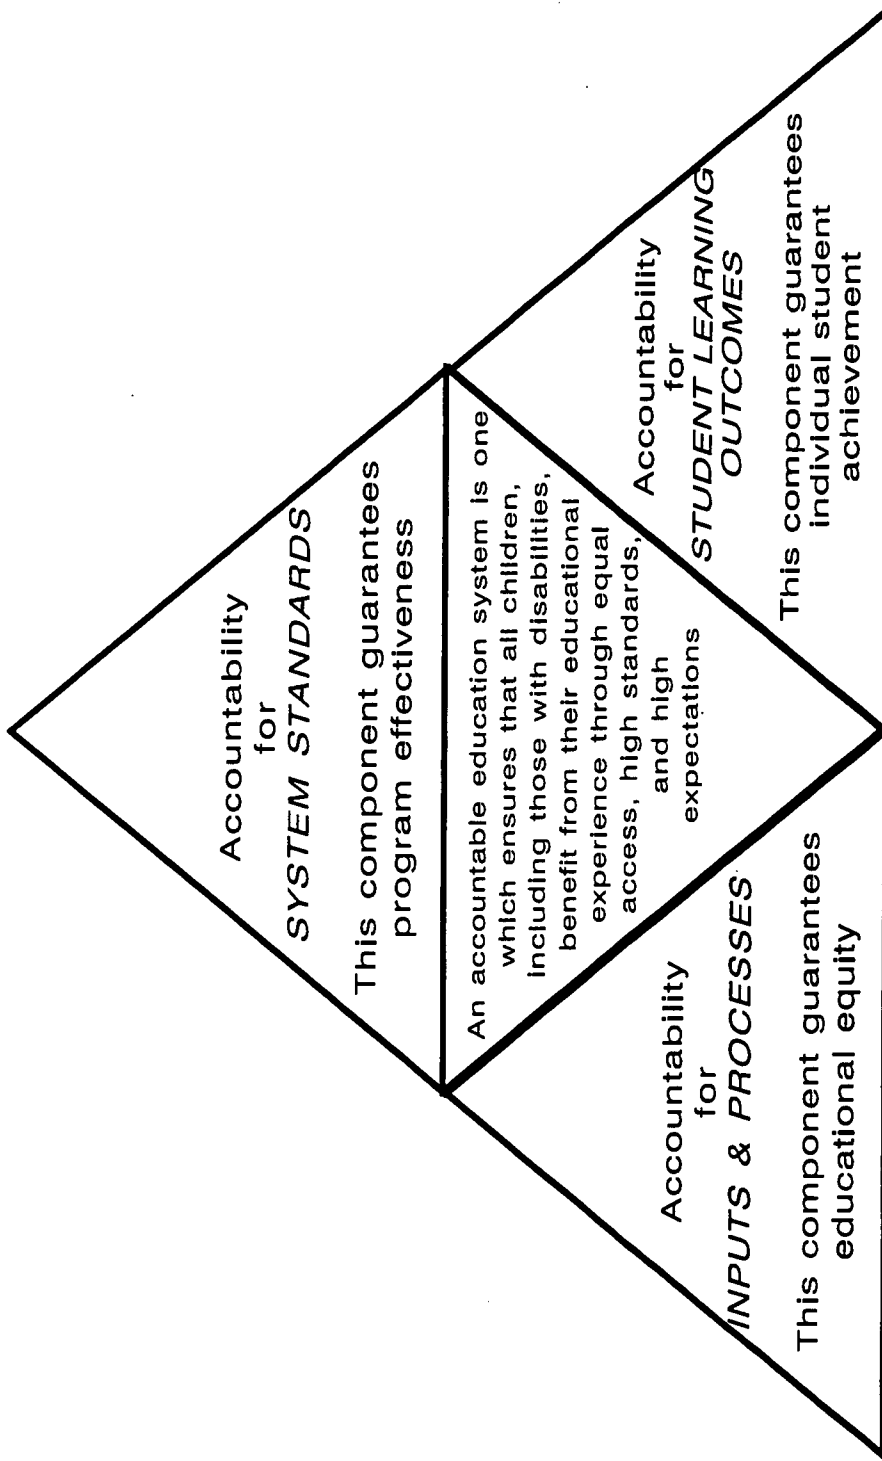 Accountability
for
SYSTEM STANDARDS
This component guarantees
program effectiveness
An accountable education system is one
which ensures that all children,
including those with disabilities,
benefit from their educational
experience through equal
access, high standards,
and high
expectations
Accountability
for
INPUTS & PROCESSES
This component guarantees
educational equity
Accountability
for
STUDENT LEARNING
OUTCOMES
This component guarantees
individual student
achievement